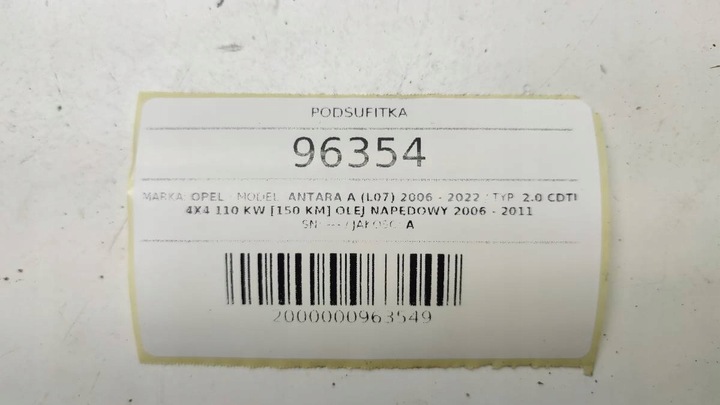 PODSUFITKA
96354
MARKA: OPEL MODEL: ANTARA A (L07) 2006 - 2022 TYP: 2.0 CDTI
4X4 110 KW [150 KM] OLEJ NAPĘDOWY 2006 - 2011
SN: --- / JAKOŚĆ: A
2000000963549